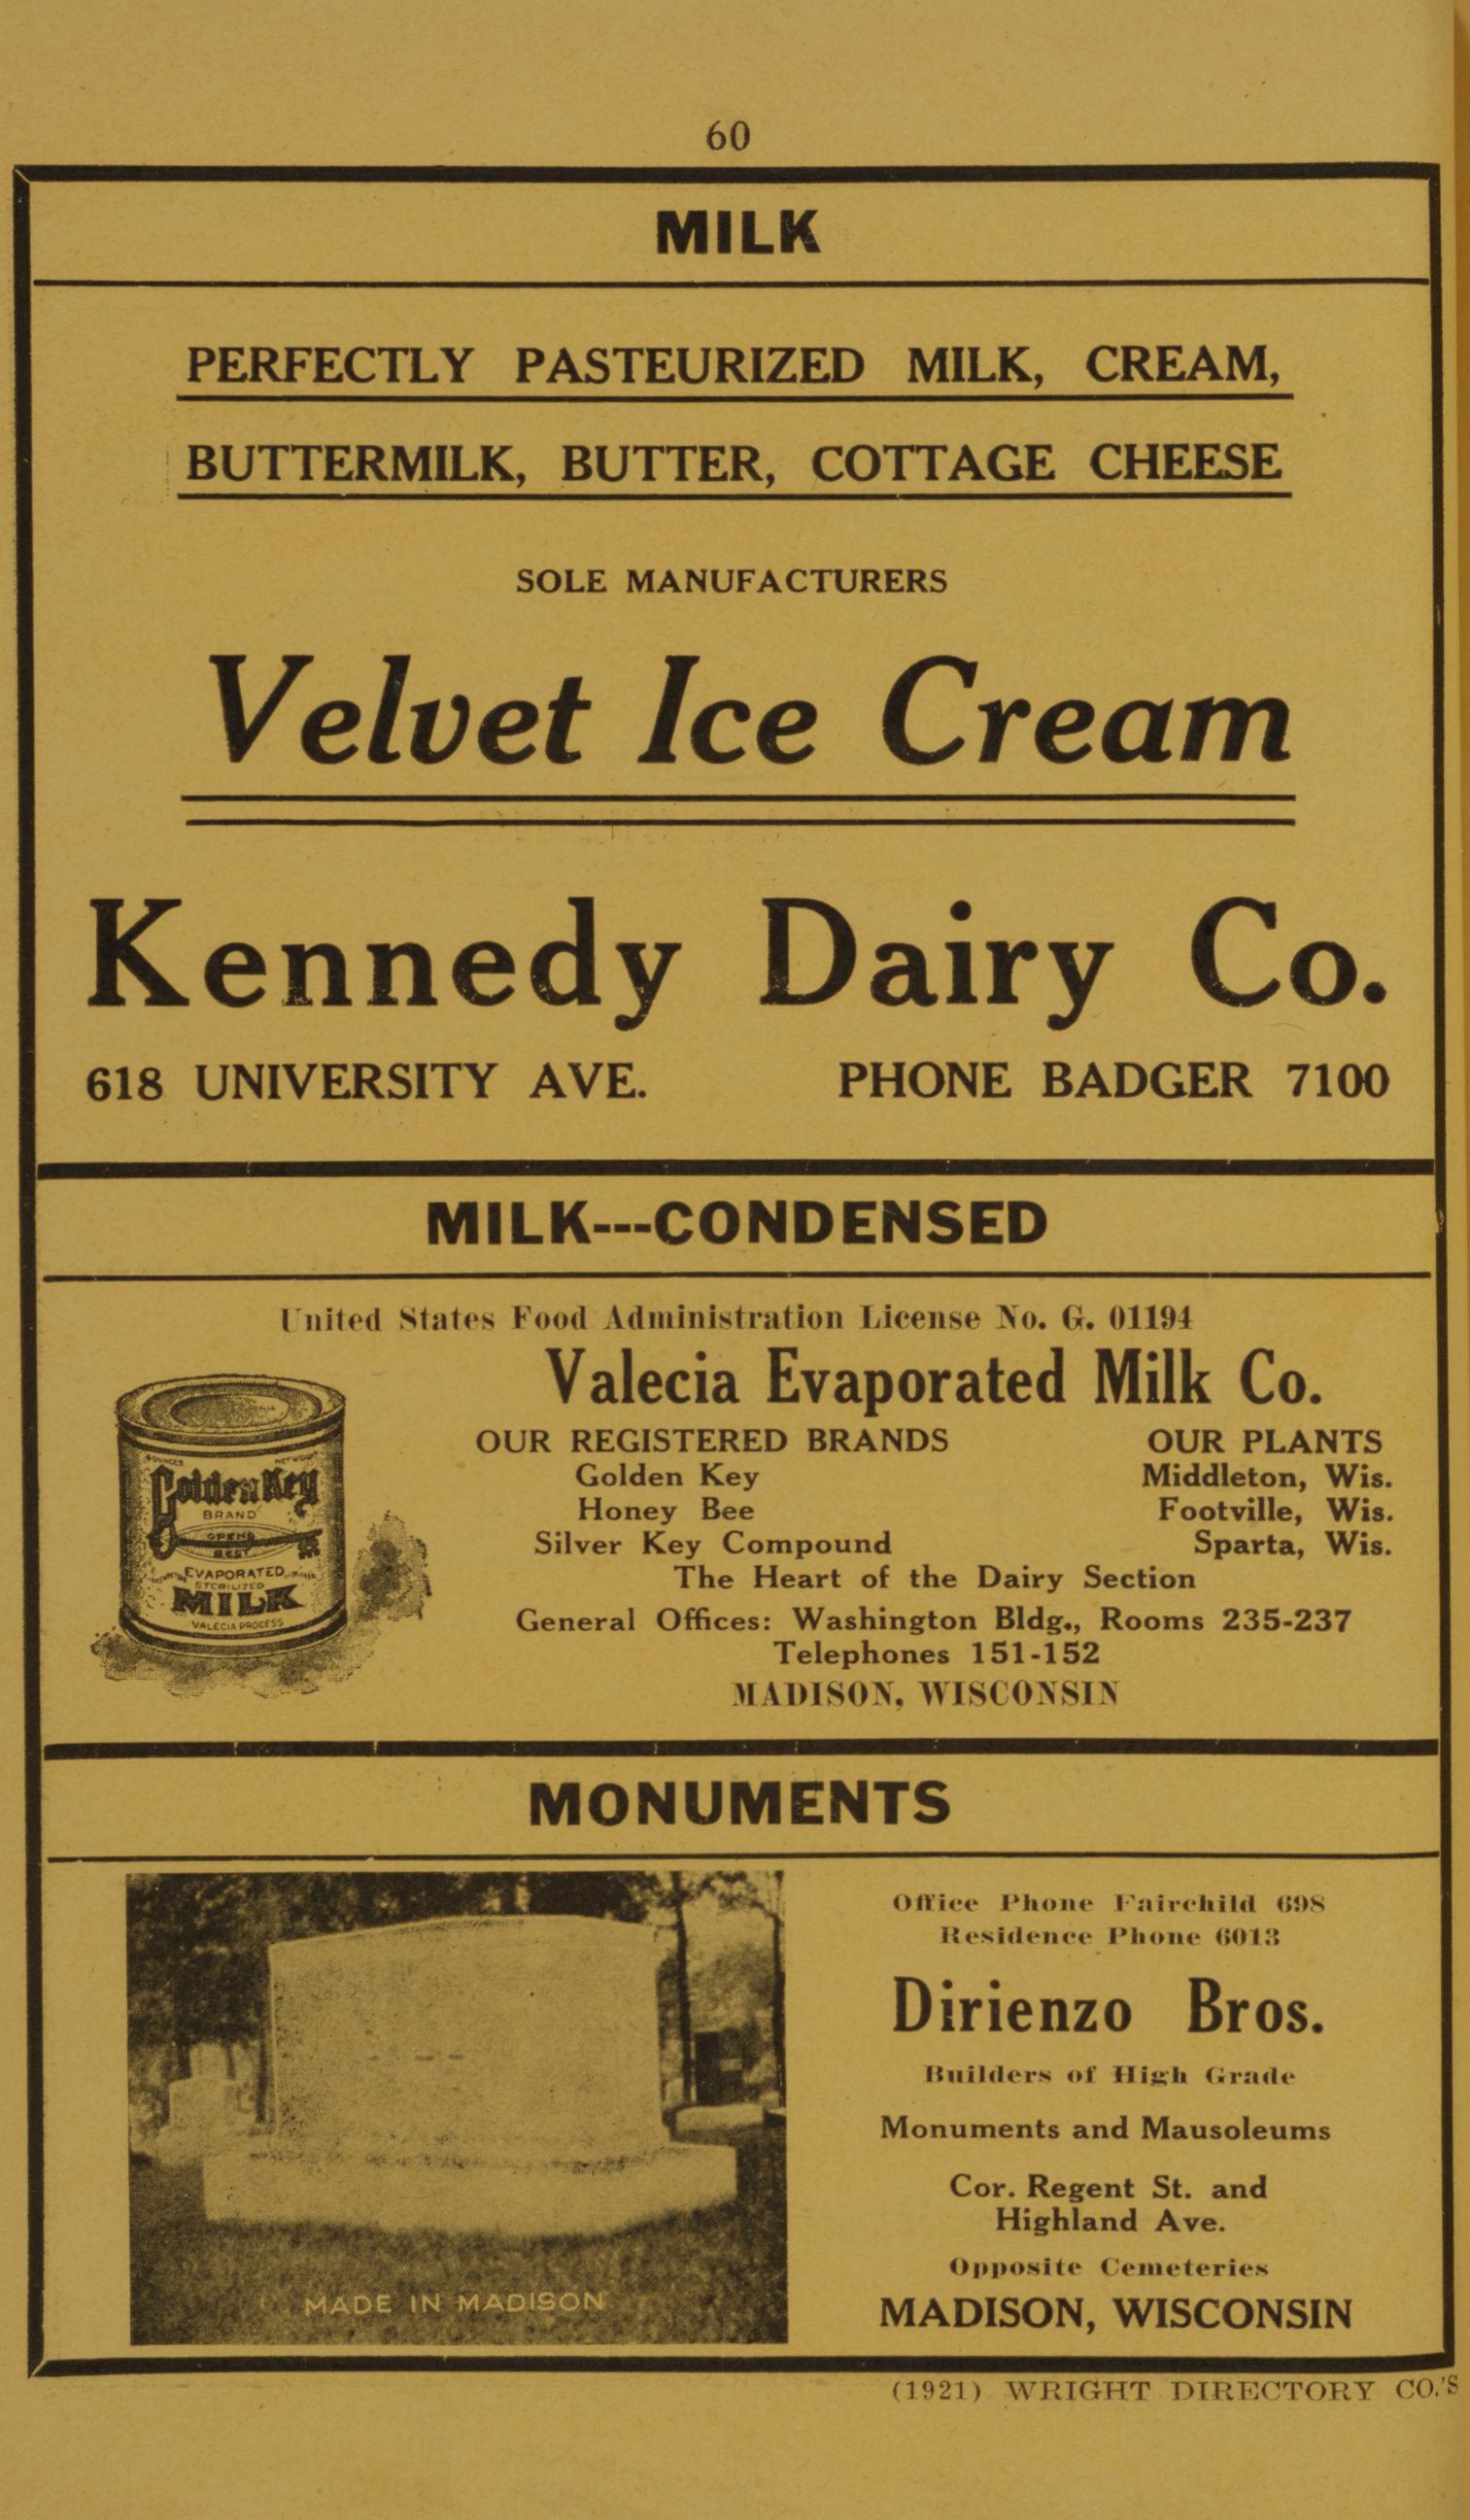 60
MILK
PERFECTLY PASTEURIZED MILK, CREAM,
BUTTERMILK, BUTTER, COTTAGE CHEESE
SOLE MANUFACTURERS
Velvet Ice Cream
Kennedy Dairy Co.
618 UNIVERSITY AVE. PHONE BADGER 7100
MILK---CONDENSED
United States Food Administration License No. G. 01194
Valecia Evaporated Milk Co.
OUR REGISTERED BRANDS OUR PLANTS
Golden Key Middleton, Wis.
Honey Bee Footville, Wis.
Silver Key Compound Sparta, Wis.
The Heart of the Dairy Section
General Offices: Washington Bldg., Rooms 235-237
Telephones 151-152
MADISON, WISCONSIN
Golden Key
BRAND
OPENS
BEST
EVAPORATED
STERILIZED
MILK
VALECIA PROCESS
MONUMENTS
Office Phone Fairchild 698
Residence Phone 6013
Dirienzo Bros.
Builders of High Grade
Monuments and Mausoleums
Cor. Regent St. and
Highland Ave.
Opposite Cemeteries
MADISON, WISCONSIN
MADE IN MADISON
(1921) WRIGHT DIRECTORY CO.'S